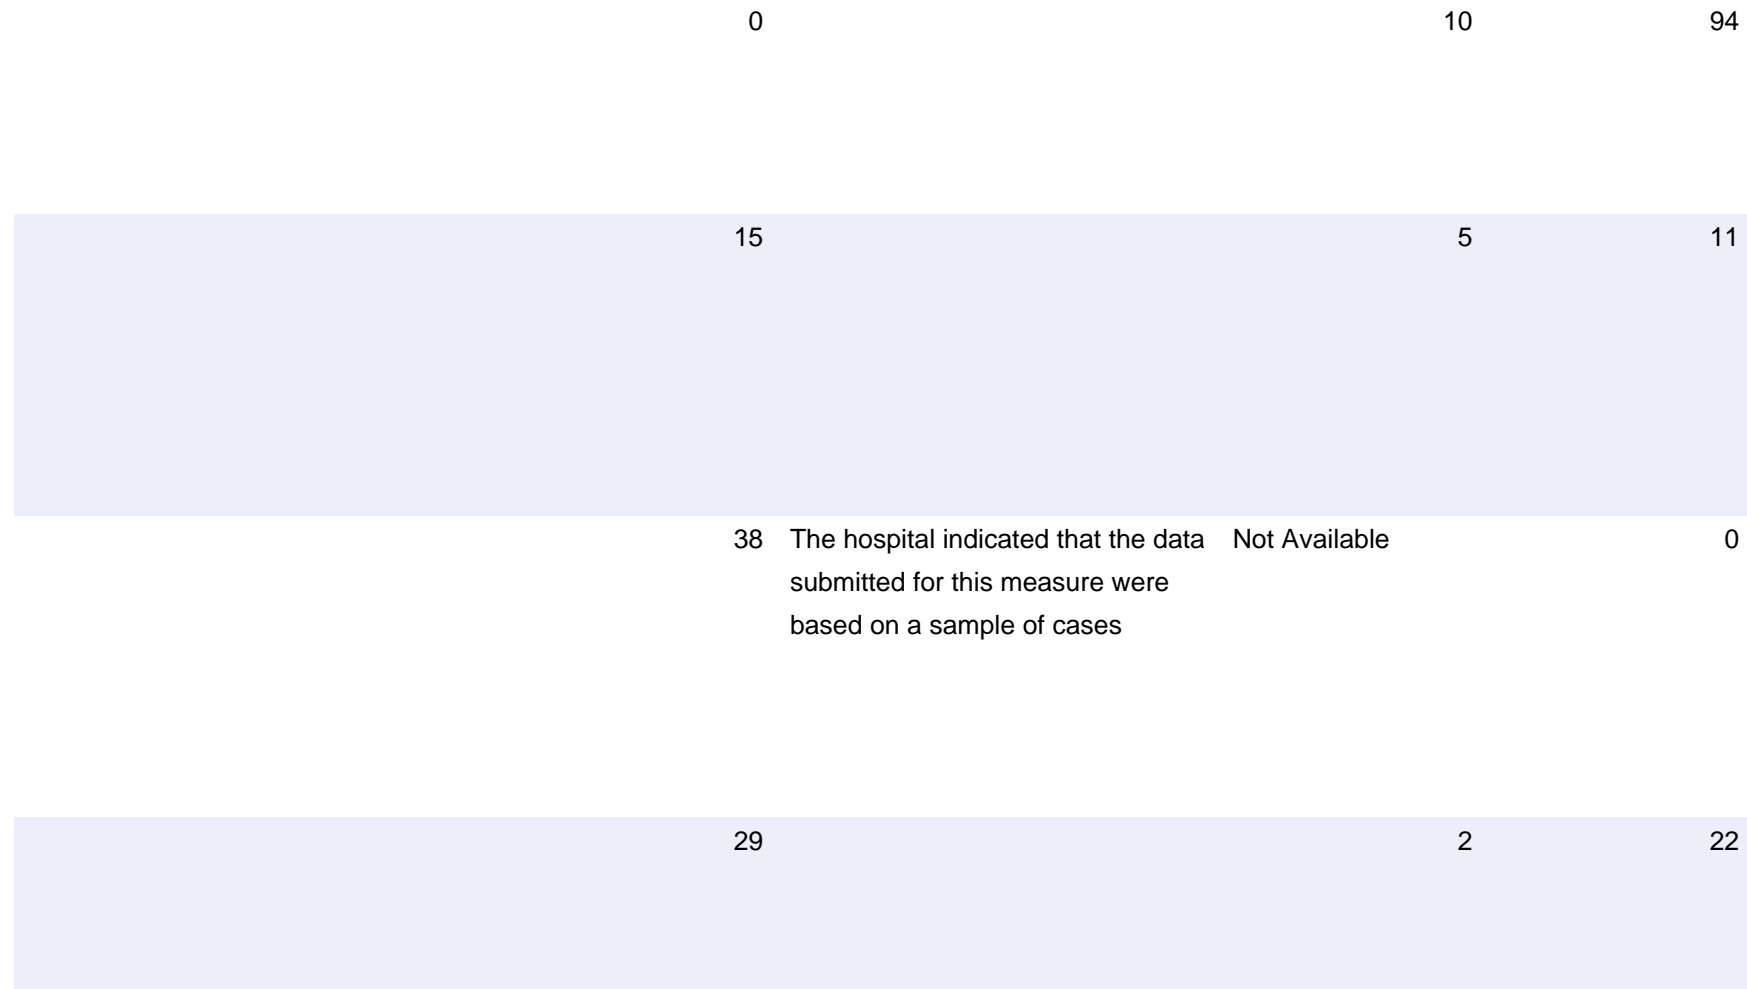 0 10 94
15 5 11
38 The hospital indicated that the data Not Available 0
submitted for this measure were
based on a sample of cases
29 2 22